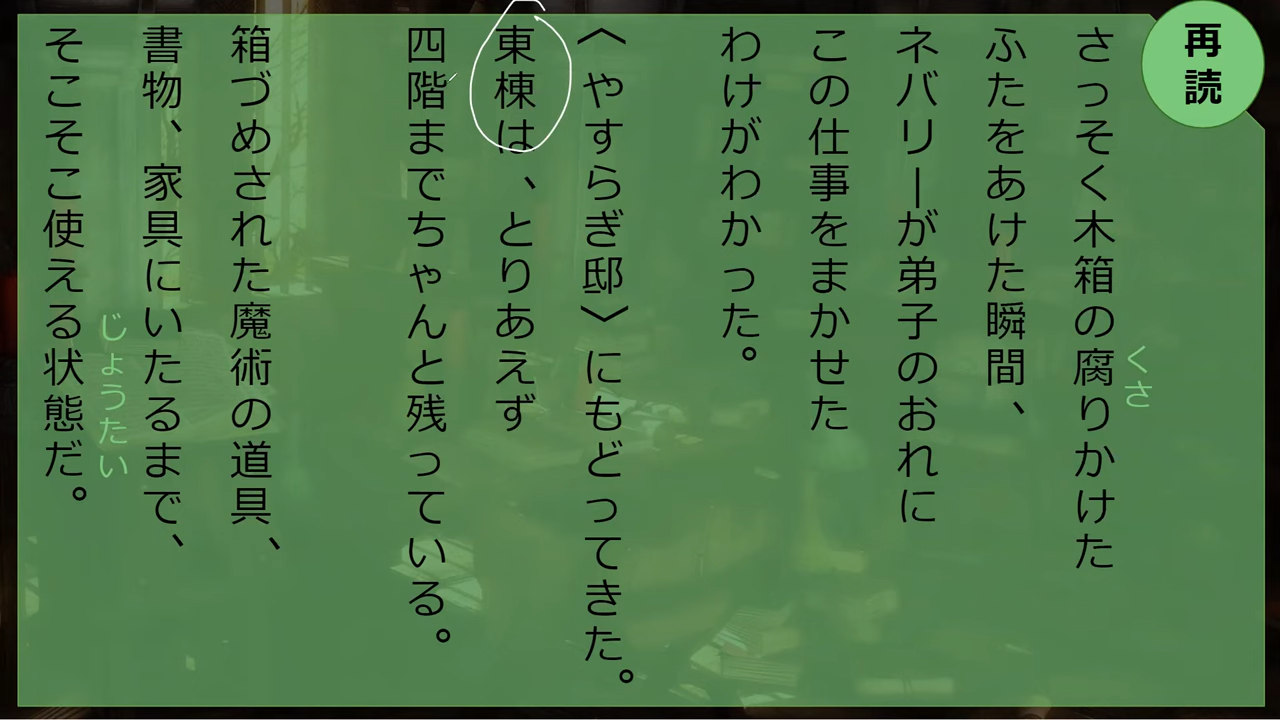 再読
さっそく木箱の腐りかけた
くさ
ふたをあけた瞬間、
ネバリーが弟子のおれに
この仕事をまかせた
わけがわかった。
〈やすらぎ邸〉にもどってきた。
東棟は、とりあえず
四階までちゃんと残っている。
箱づめされた魔術の道具、
書物、家具にいたるまで、
そこそこ使える状態だ。
じょうたい